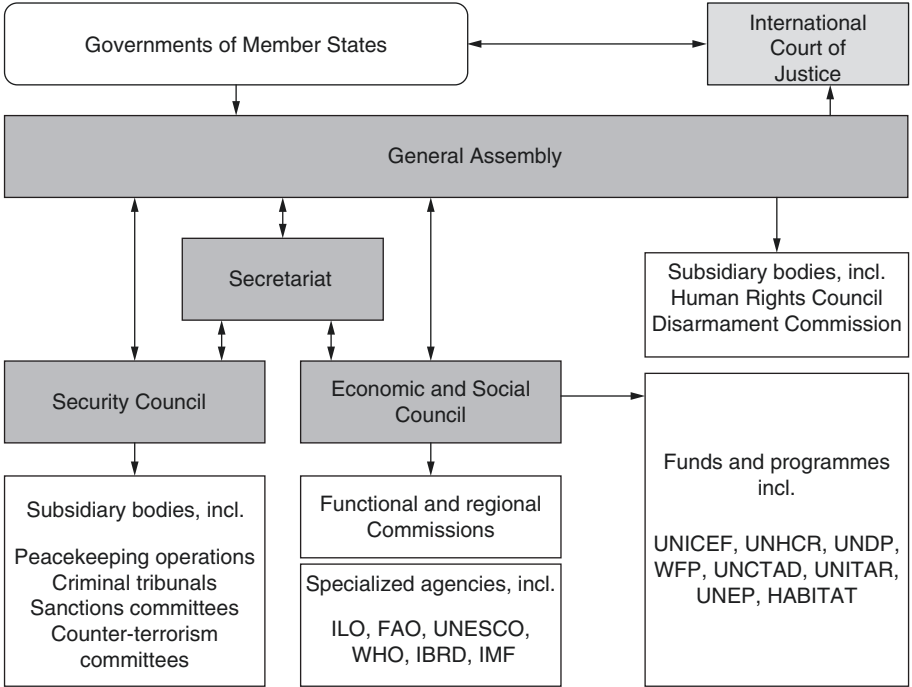 Governments of Member States
International
Court of
Justice
General Assembly
Secretariat
Subsidiary bodies, incl.
Human Rights Council
Disarmament Commission
Security Council
Economic and Social
Council
Subsidiary bodies, incl.
Peacekeeping operations
Criminal tribunals
Sanctions committees
Counter-terrorism
committees
Functional and regional
Commissions
Specialized agencies, incl.
ILO, FAO, UNESCO,
WHO, IBRD, IMF
Funds and programmes
incl.
UNICEF, UNHCR, UNDP,
WFP, UNCTAD, UNITAR,
UNEP, HABITAT